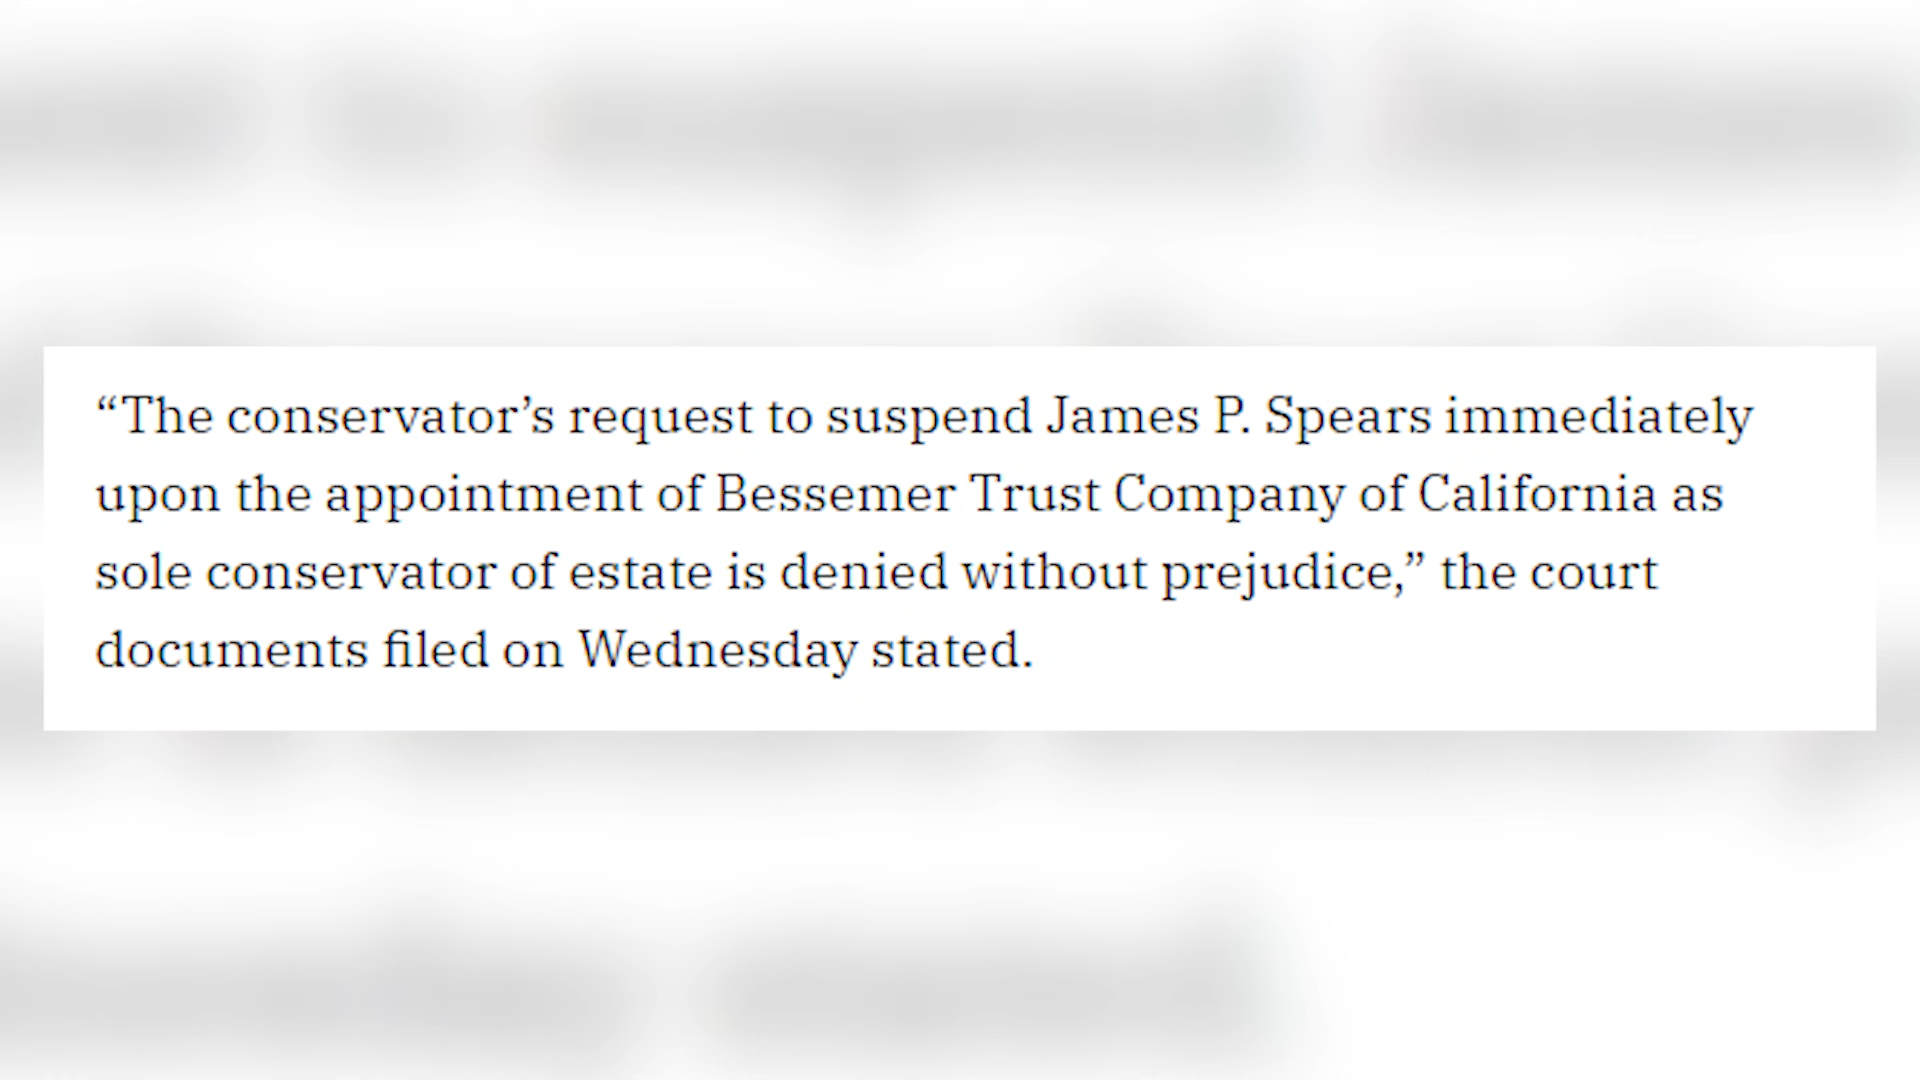 “The conservator’s request to suspend James P. Spears immediately
upon the appointment of Bessemer Trust Company of California as
sole conservator of estate is denied without prejudice,” the court
documents filed on Wednesday stated.